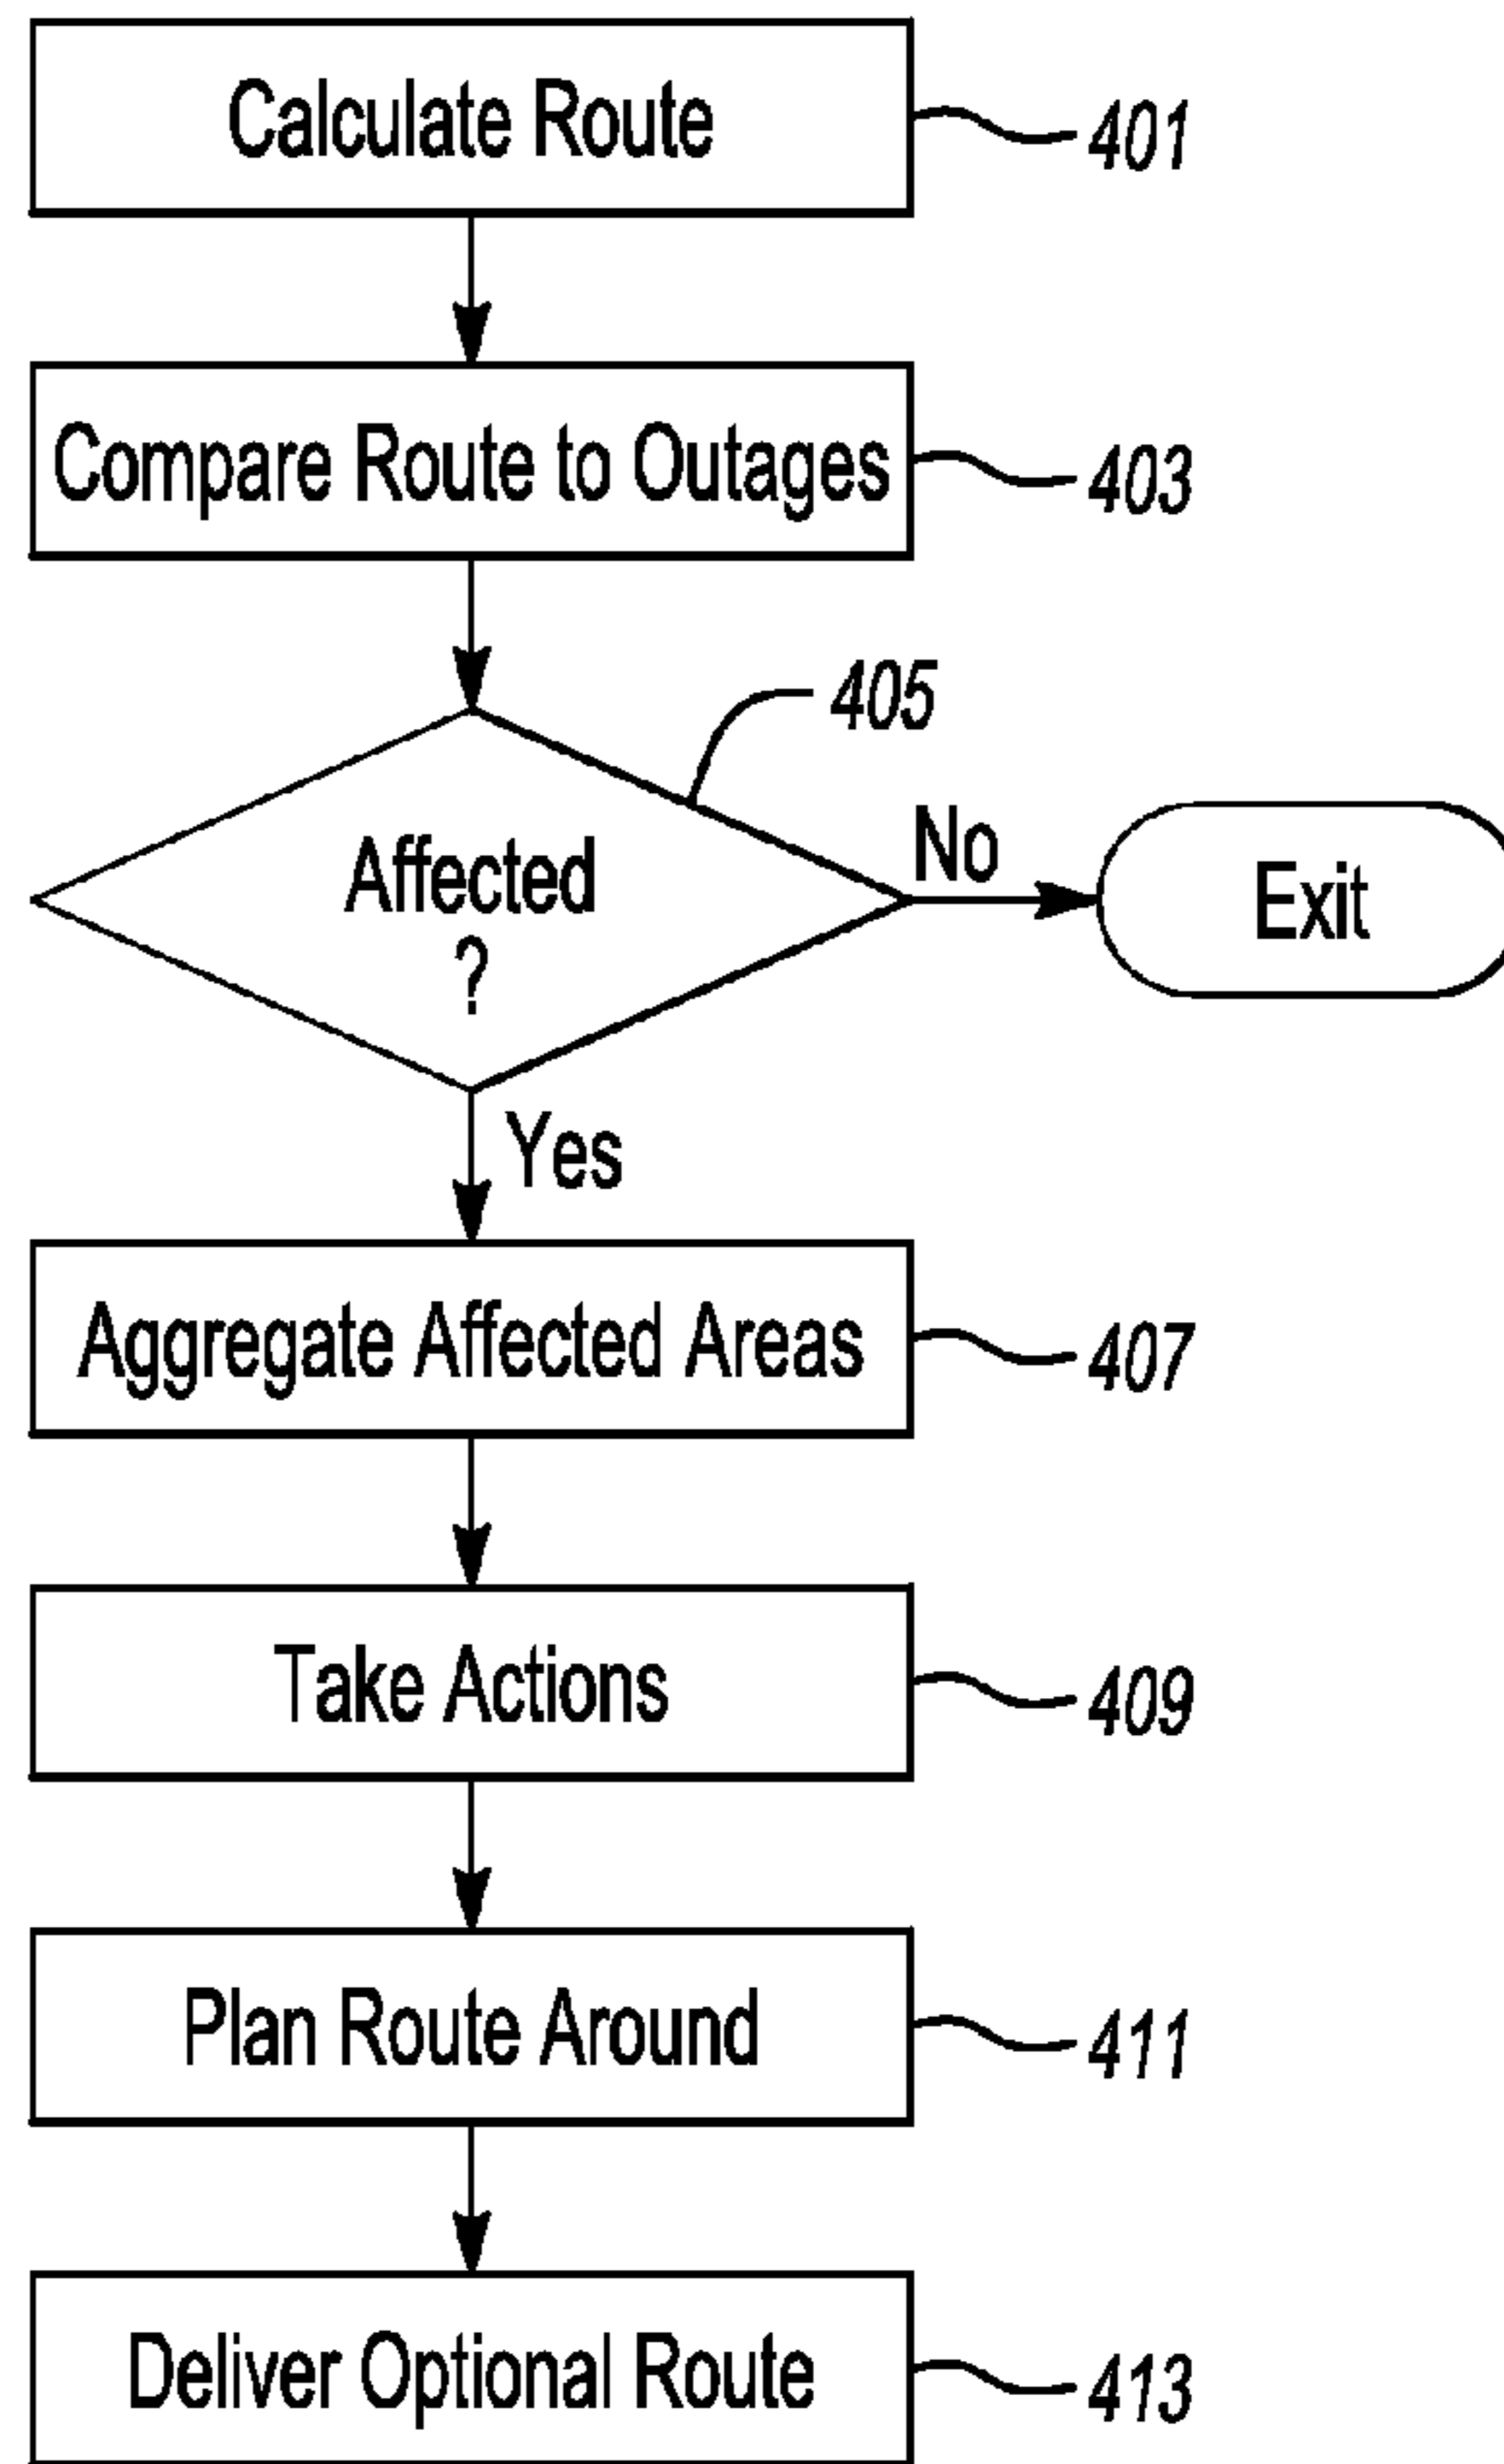 Calculate Route
401
Compare Route to Outages
403
405
Affected
?
No
Exit
Yes
Aggregate Affected Areas
407
Take Actions
409
Plan Route Around
411
Deliver Optional Route
413